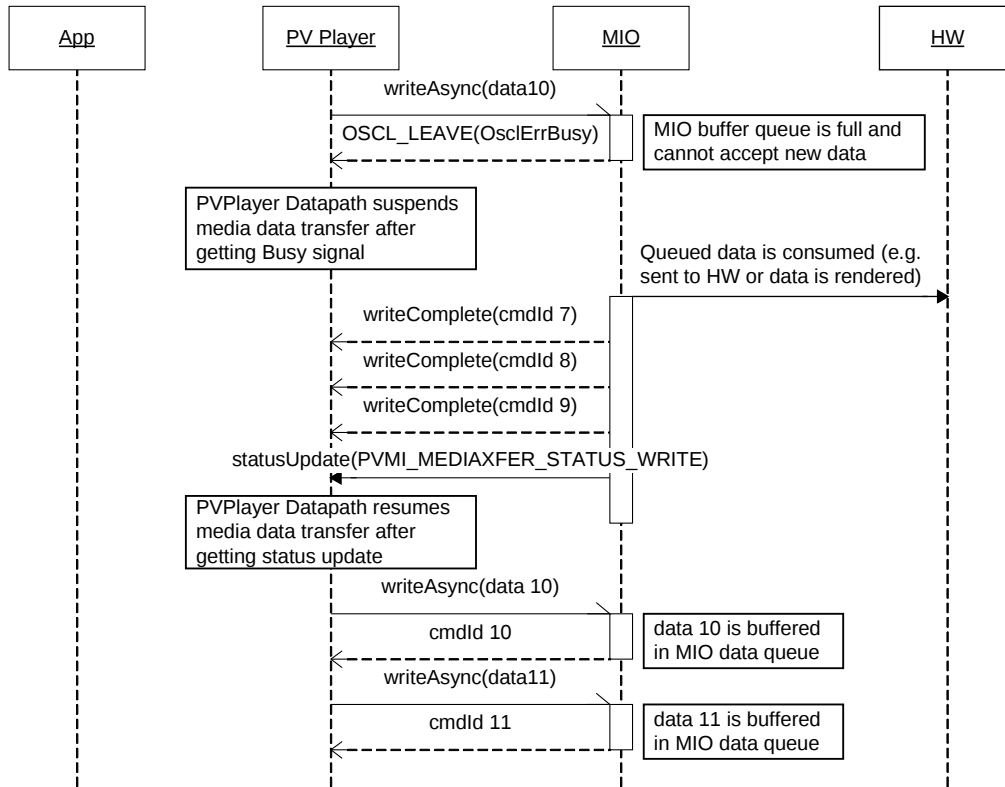 App
PV Player
MIO
HW
writeAsync(data10)
OSCL_LEAVE(OsclErrBusy)
MIO buffer queue is full and
cannot accept new data
PVPlayer Datapath suspends
media data transfer after
getting Busy signal
Queued data is consumed (e.g.
sent to HW or data is rendered)
writeComplete(cmdId 7)
writeComplete(cmdId 8)
writeComplete(cmdId 9)
statusUpdate(PVMI_MEDIAXFER_STATUS_WRITE)
PVPlayer Datapath resumes
media data transfer after
getting status update
writeAsync(data 10)
cmdId 10
data 10 is buffered
in MIO data queue
writeAsync(data11)
cmdId 11
data 11 is buffered
in MIO data queue